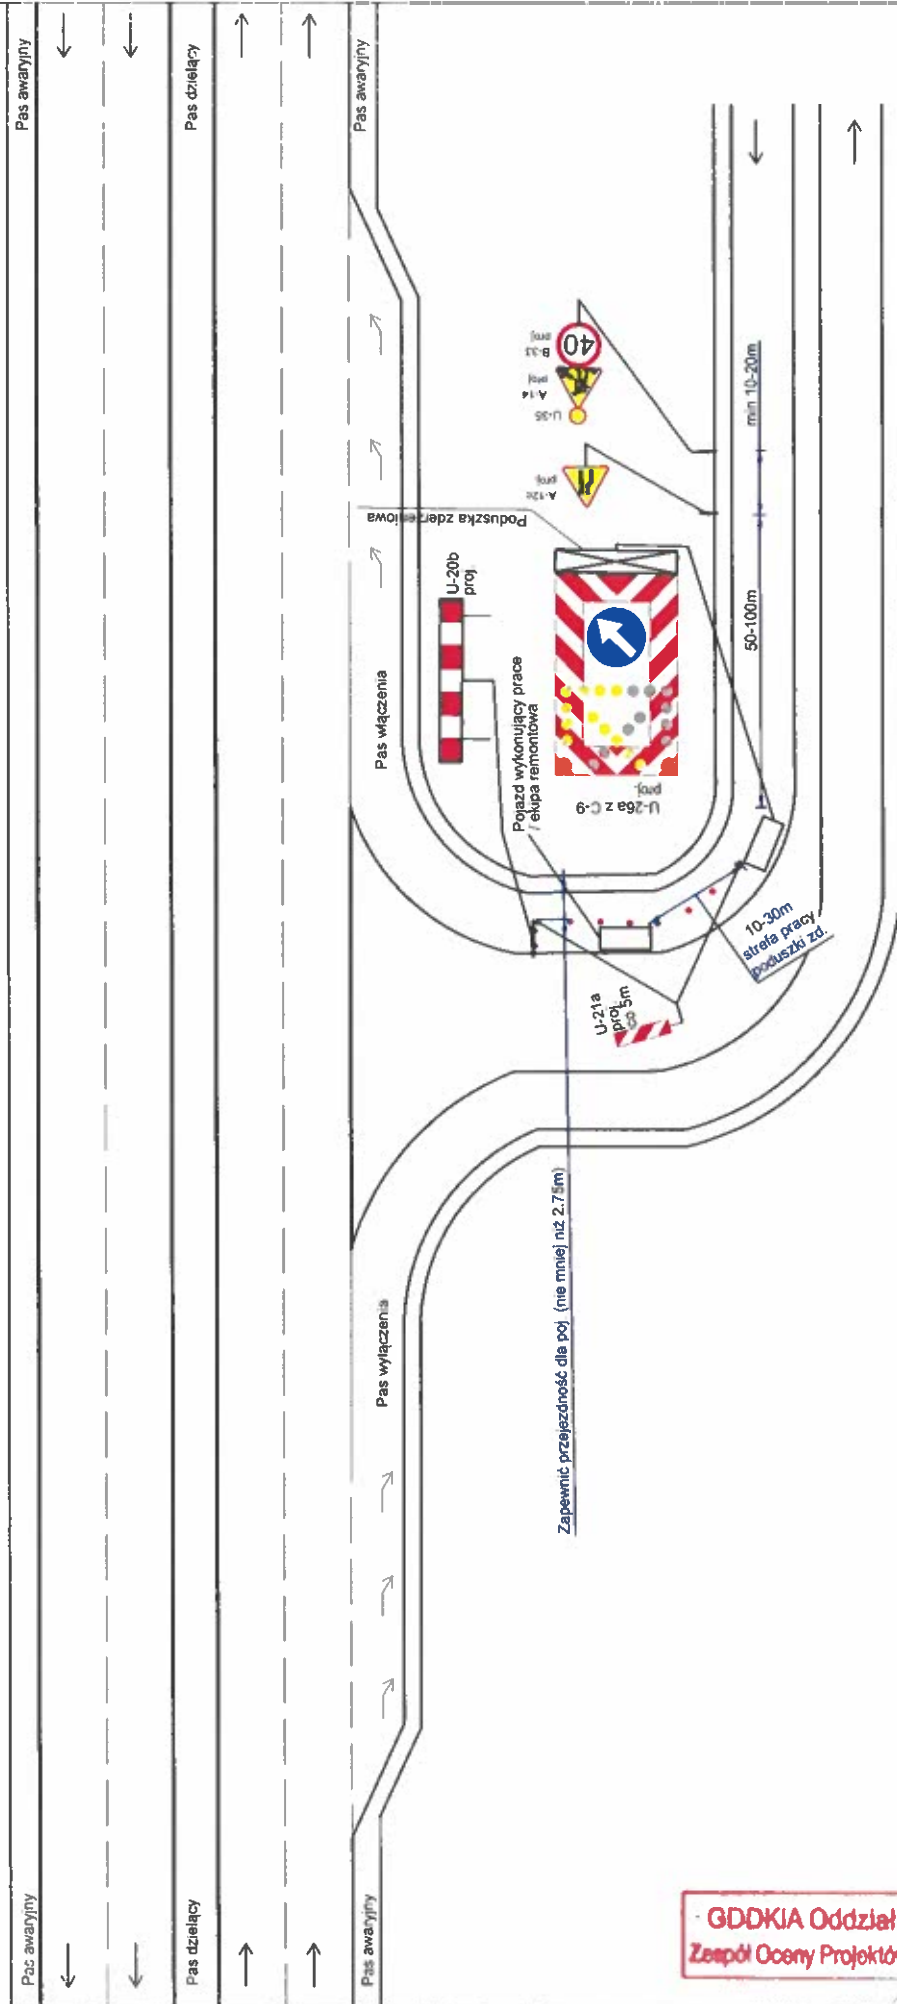 Pas awaryjny
Pas dzielący
Pas awaryjny
B-33
proj.
40
A-14
proj.
U-35
A-12c
proj.
min 10-20m
Poduszka zderzeniowa
U-20b
proj.
50-100m
Pas włączenia
Pojazd wykonujący prace
/ ekipa remontowa
U-26a z C-9
proj.
10-30m
strefa pracy
poduszki zd.
U-21a
proj.
5m
Zapewnić przejezdność dla poj. (nie mniej niż 2.75m)
Pas wyłączenia
Pas awaryjny
Pas dzielący
Pas awaryjny
GDDKIA Oddział
Zespół Oceny Projektów